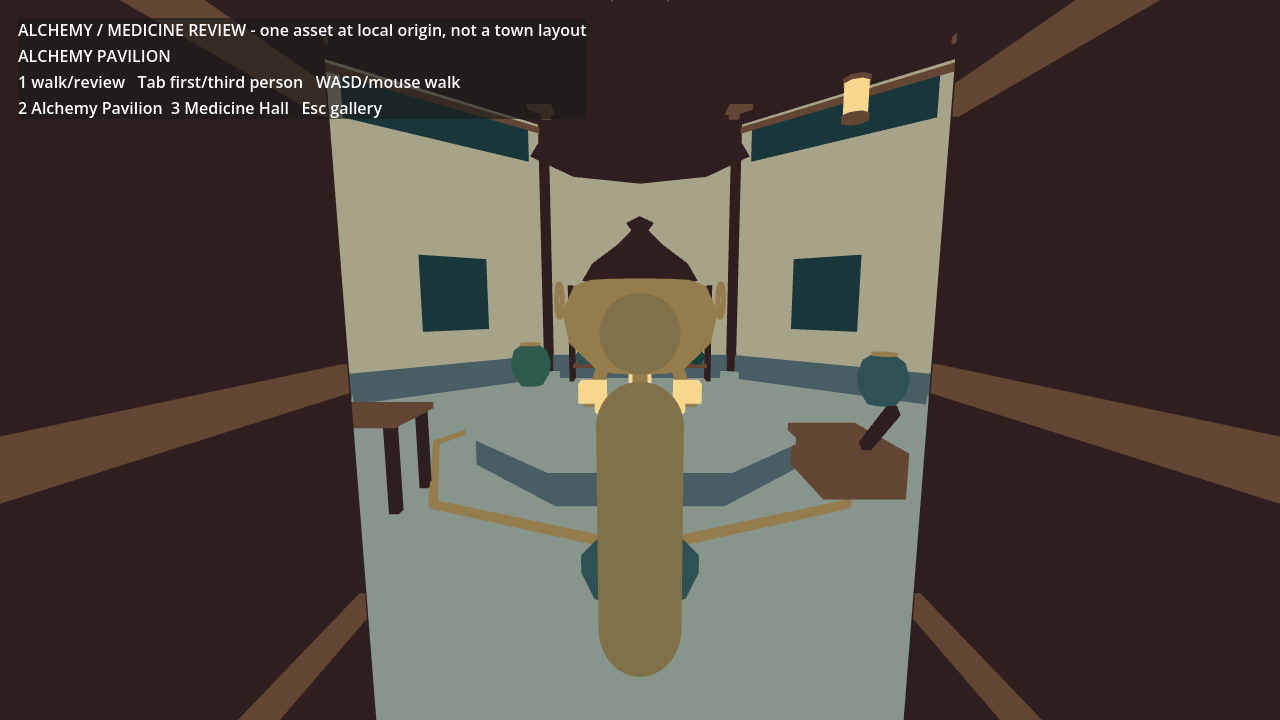 ALCHEMY / MEDICINE REVIEW - one asset at local origin, not a town layout
ALCHEMY PAVILION
1 walk/review   Tab first/third person   WASD/mouse walk
2 Alchemy Pavilion  3 Medicine Hall   Esc gallery